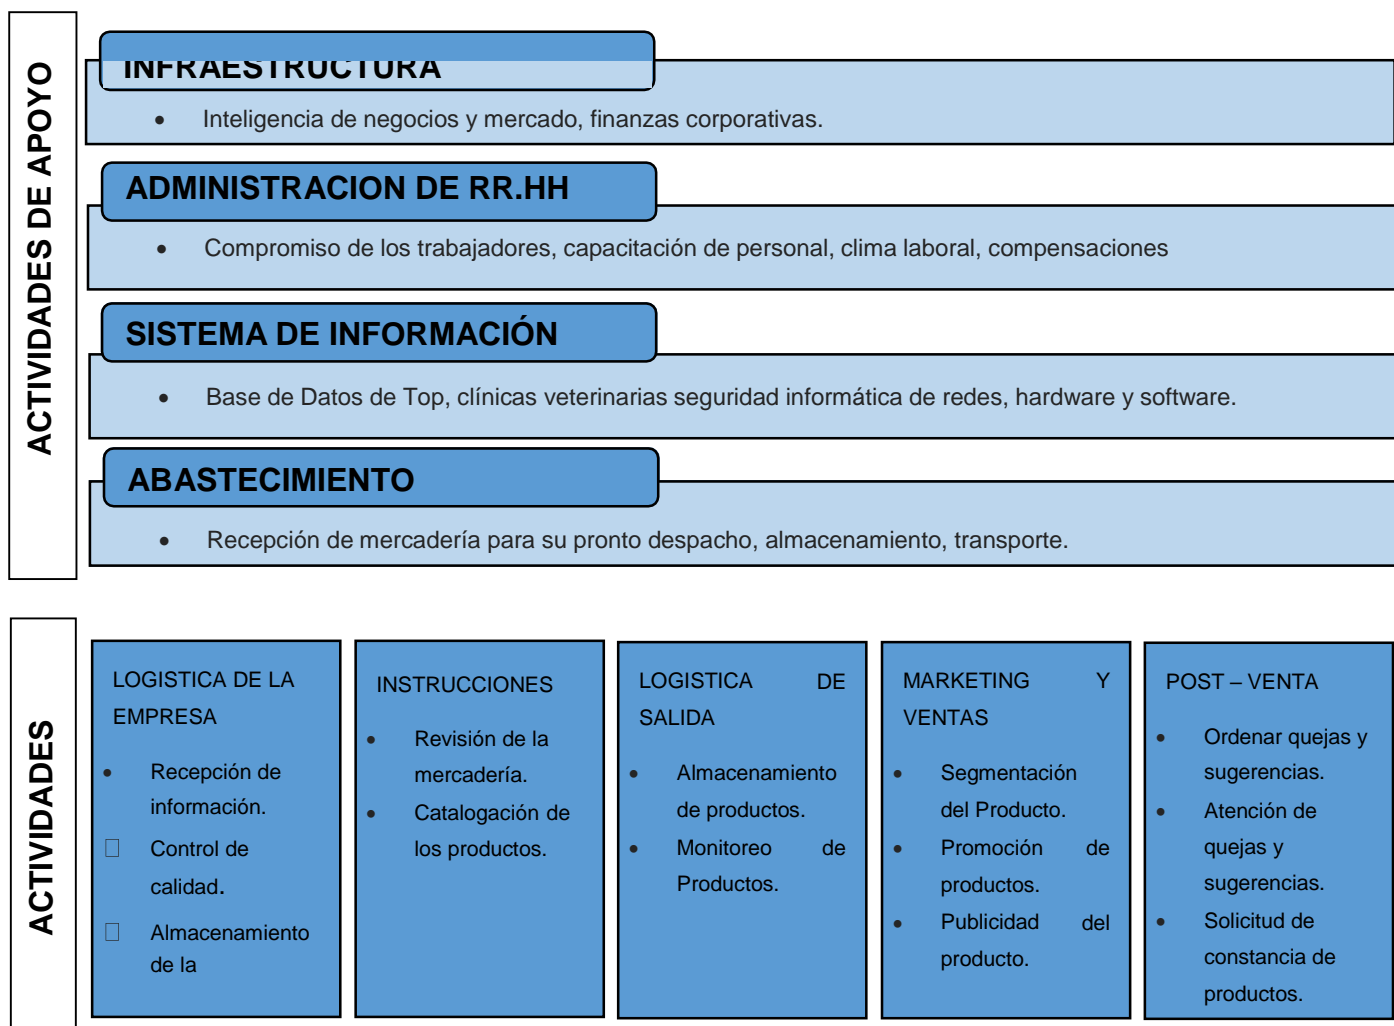 ACTIVIDADES DE APOYO
INFRAESTRUCTURA
• Inteligencia de negocios y mercado, finanzas corporativas.
ADMINISTRACION DE RR.HH
• Compromiso de los trabajadores, capacitación de personal, clima laboral, compensaciones
SISTEMA DE INFORMACIÓN
• Base de Datos de Top, clínicas veterinarias seguridad informática de redes, hardware y software.
ABASTECIMIENTO
• Recepción de mercadería para su pronto despacho, almacenamiento, transporte.
ACTIVIDADES
LOGISTICA DE LA
EMPRESA
• Recepción de
información.
Control de
calidad.
Almacenamiento
de la
INSTRUCCIONES
• Revisión de la
mercadería.
• Catalogación de
los productos.
LOGISTICA DE
SALIDA
• Almacenamiento
de productos.
• Monitoreo de
Productos.
MARKETING Y
VENTAS
• Segmentación
del Producto.
• Promoción de
productos.
• Publicidad del
producto.
POST – VENTA
• Ordenar quejas y
sugerencias.
• Atención de
quejas y
sugerencias.
• Solicitud de
constancia de
productos.